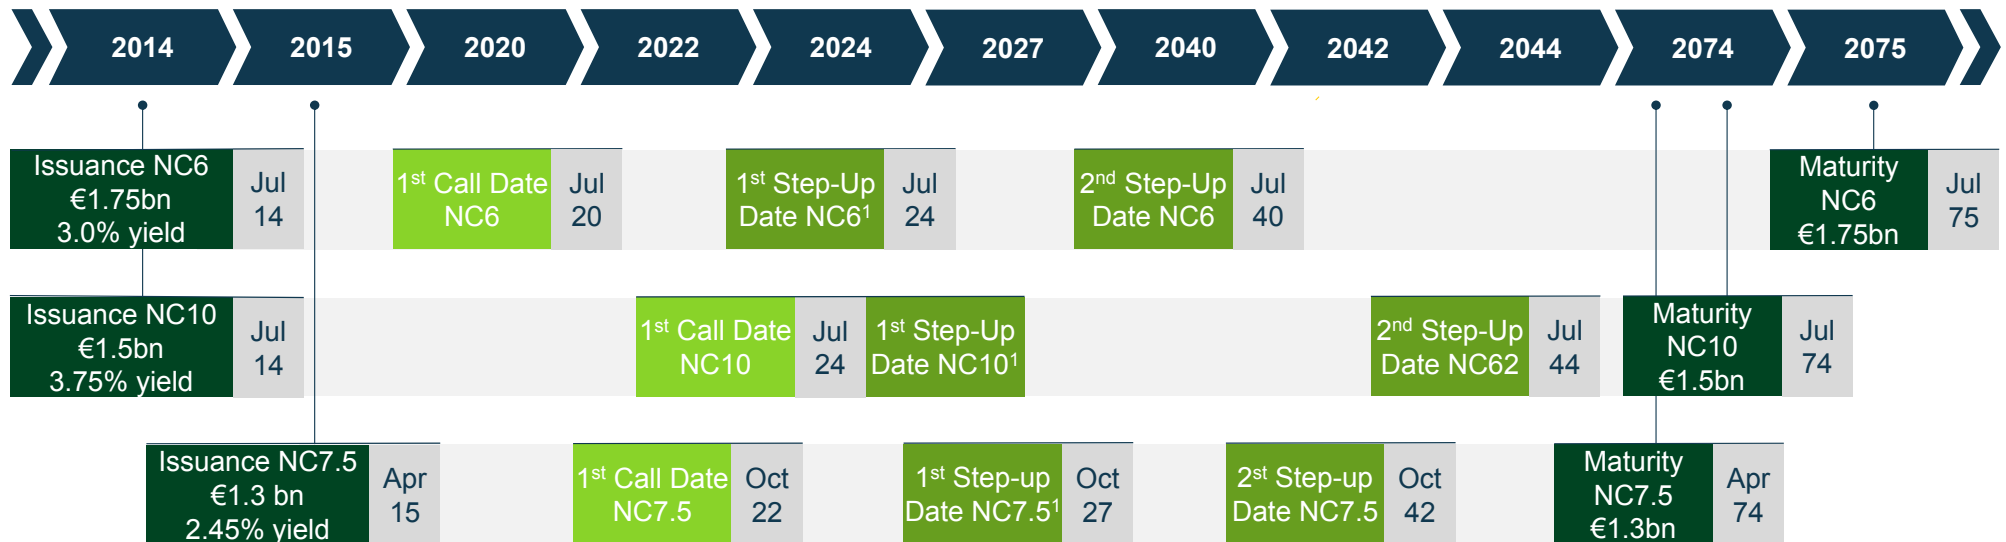 2014 2015 2020 2022 2024 2027 2040 2042 2044 2074 2075
Issuance NC6
€1.75bn
3.0% yield
Jul
14
1st Call Date
NC6
Jul
20
1st Step-Up
Date NC6¹
Jul
24
2nd Step-Up
Date NC6
Jul
40
Maturity
NC6
€1.75bn
Jul
75
Issuance NC10
€1.5bn
3.75% yield
Jul
14
1st Call Date
NC10
Jul
24
1st Step-Up
Date NC10¹
2nd Step-Up
Date NC62
Jul
44
Maturity
NC10
€1.5bn
Jul
74
Issuance NC7.5
€1.3 bn
2.45% yield
Apr
15
1st Call Date
NC7.5
Oct
22
1st Step-up
Date NC7.5¹
Oct
27
2st Step-up
Date NC7.5
Oct
42
Maturity
NC7.5
€1.3bn
Apr
74